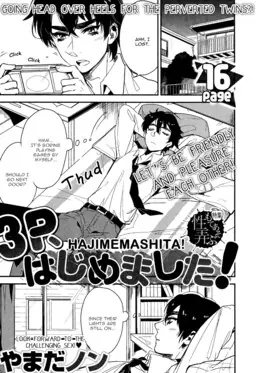 GOING HEAD OVER HEELS FOR THE PERVERTED TWINS?!
Click
Click
AHH, I
LOST.
16
page
HMM...
IT'S BORING
PLAYING
GAMES BY
MYSELF.
SHOULD I
GO NEXT
DOOR?
Thud
LET'S BE FRIENDLY
AND PLEASURE
EACH OTHER!
HAJIMEMASHITA!
3P、
はじめました!
SINCE THEIR
LIGHTS ARE
STILL ON...
LOOK FORWARD TO THE
CHALLENGING SEX! ♥
やまだノン